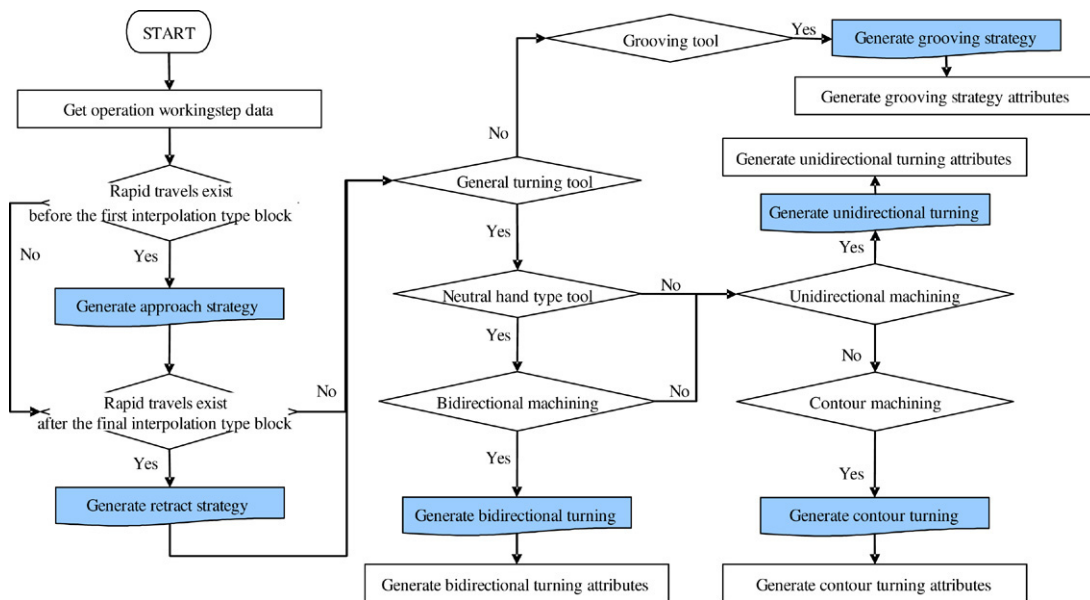 START
Get operation workingstep data
Rapid travels exist
before the first interpolation type block
No
Yes
Generate approach strategy
Rapid travels exist
after the final interpolation type block
No
Yes
Generate retract strategy
Grooving tool
Yes
Generate grooving strategy
Generate grooving strategy attributes
No
General turning tool
Yes
Neutral hand type tool
No
Yes
Bidirectional machining
No
Yes
Generate bidirectional turning
Generate bidirectional turning attributes
Generate unidirectional turning attributes
Generate unidirectional turning
Yes
Unidirectional machining
No
Contour machining
Yes
Generate contour turning
Generate contour turning attributes